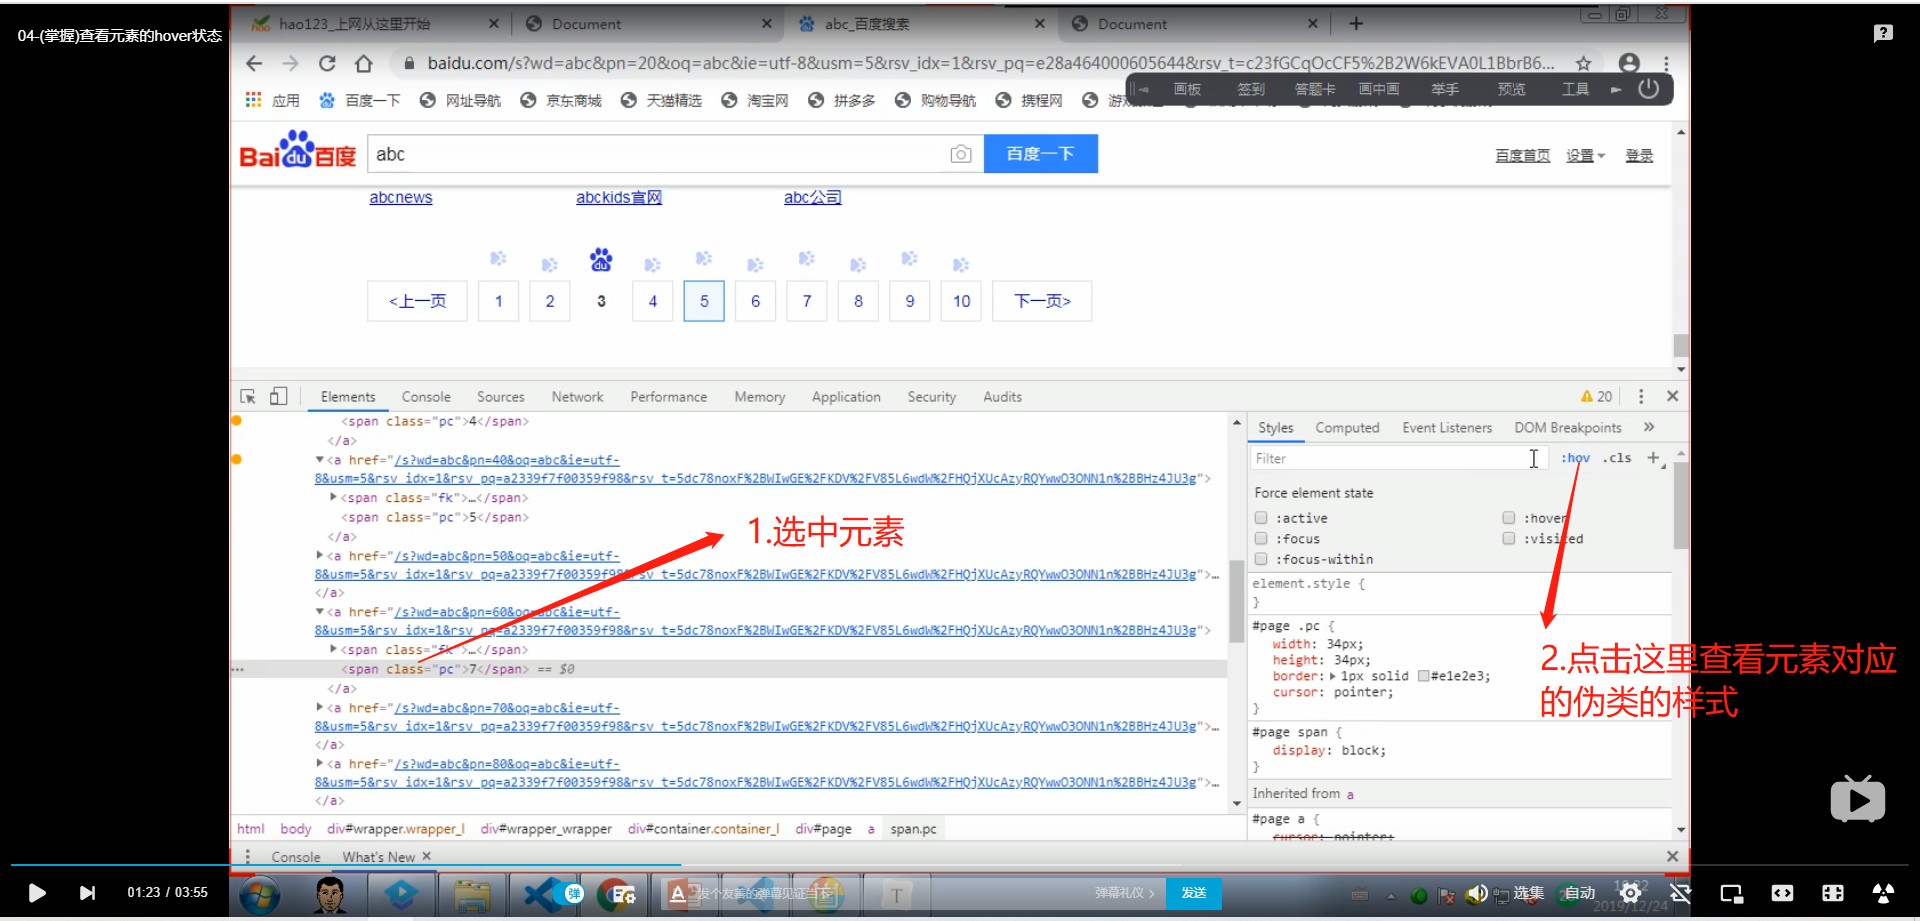 04-(掌握)查看元素的hover状态
hao123_上网从这里开始
Document
abc_百度搜索
Document
baidu.com/s?wd=abc&pn=20&oq=abc&ie=utf-8&usm=5&rsv_idx=1&rsv_pq=e28a464000605644&rsv_t=c23fGCqOcCF5%2B2W6kEVA0L1BbrB6...
应用 百度一下 网址导航 京东商城 天猫精选 淘宝网 拼多多 购物导航 携程网
画板 签到 答题卡 画中画 举手 预览 工具
Bai du 百度
abc
百度一下
百度首页 设置 登录
abcnews abckids官网 abc公司
<上一页 1 2 3 4 5 6 7 8 9 10 下一页>
Elements Console Sources Network Performance Memory Application Security Audits 20
<span class="pc">4</span>
</a>
<a href="/s?wd=abc&pn=40&oq=abc&ie=utf-
8&usm=5&rsv_idx=1&rsv_pq=a2339f7f00359f98&rsv_t=5dc78noxF%2BWIwGE%2FKDV%2FV85L6wdW%2FHQjXUcAzyRQYwwO3ONN1n%2BBHz4JU3g">
<span class="fk">…</span>
<span class="pc">5</span>
</a>
<a href="/s?wd=abc&pn=50&oq=abc&ie=utf-
8&usm=5&rsv_idx=1&rsv_pq=a2339f7f00359f98&rsv_t=5dc78noxF%2BWIwGE%2FKDV%2FV85L6wdW%2FHQjXUcAzyRQYwwO3ONN1n%2BBHz4JU3g">…
</a>
<a href="/s?wd=abc&pn=60&oq=abc&ie=utf-
8&usm=5&rsv_idx=1&rsv_pq=a2339f7f00359f98&rsv_t=5dc78noxF%2BWIwGE%2FKDV%2FV85L6wdW%2FHQjXUcAzyRQYwwO3ONN1n%2BBHz4JU3g">
<span class="fk">…</span>
<span class="pc">7</span> == $0
</a>
<a href="/s?wd=abc&pn=70&oq=abc&ie=utf-
8&usm=5&rsv_idx=1&rsv_pq=a2339f7f00359f98&rsv_t=5dc78noxF%2BWIwGE%2FKDV%2FV85L6wdW%2FHQjXUcAzyRQYwwO3ONN1n%2BBHz4JU3g">…
</a>
<a href="/s?wd=abc&pn=80&oq=abc&ie=utf-
8&usm=5&rsv_idx=1&rsv_pq=a2339f7f00359f98&rsv_t=5dc78noxF%2BWIwGE%2FKDV%2FV85L6wdW%2FHQjXUcAzyRQYwwO3ONN1n%2BBHz4JU3g">…
</a>
1.选中元素
Styles Computed Event Listeners DOM Breakpoints »
Filter :hov .cls +
Force element state
:active :hover
:focus :visited
:focus-within
element.style {
}
#page .pc {
width: 34px;
height: 34px;
border: 1px solid #e1e2e3;
cursor: pointer;
}
#page span {
display: block;
}
Inherited from a
#page a {
cursor: pointer;
2.点击这里查看元素对应
的伪类的样式
html body div#wrapper.wrapper_l div#wrapper_wrapper div#container.container_l div#page a span.pc
Console What's New
01:23 / 03:55
弹
发个友善的弹幕见证当下
弹幕礼仪 >
发送
选集 自动
2019/12/24